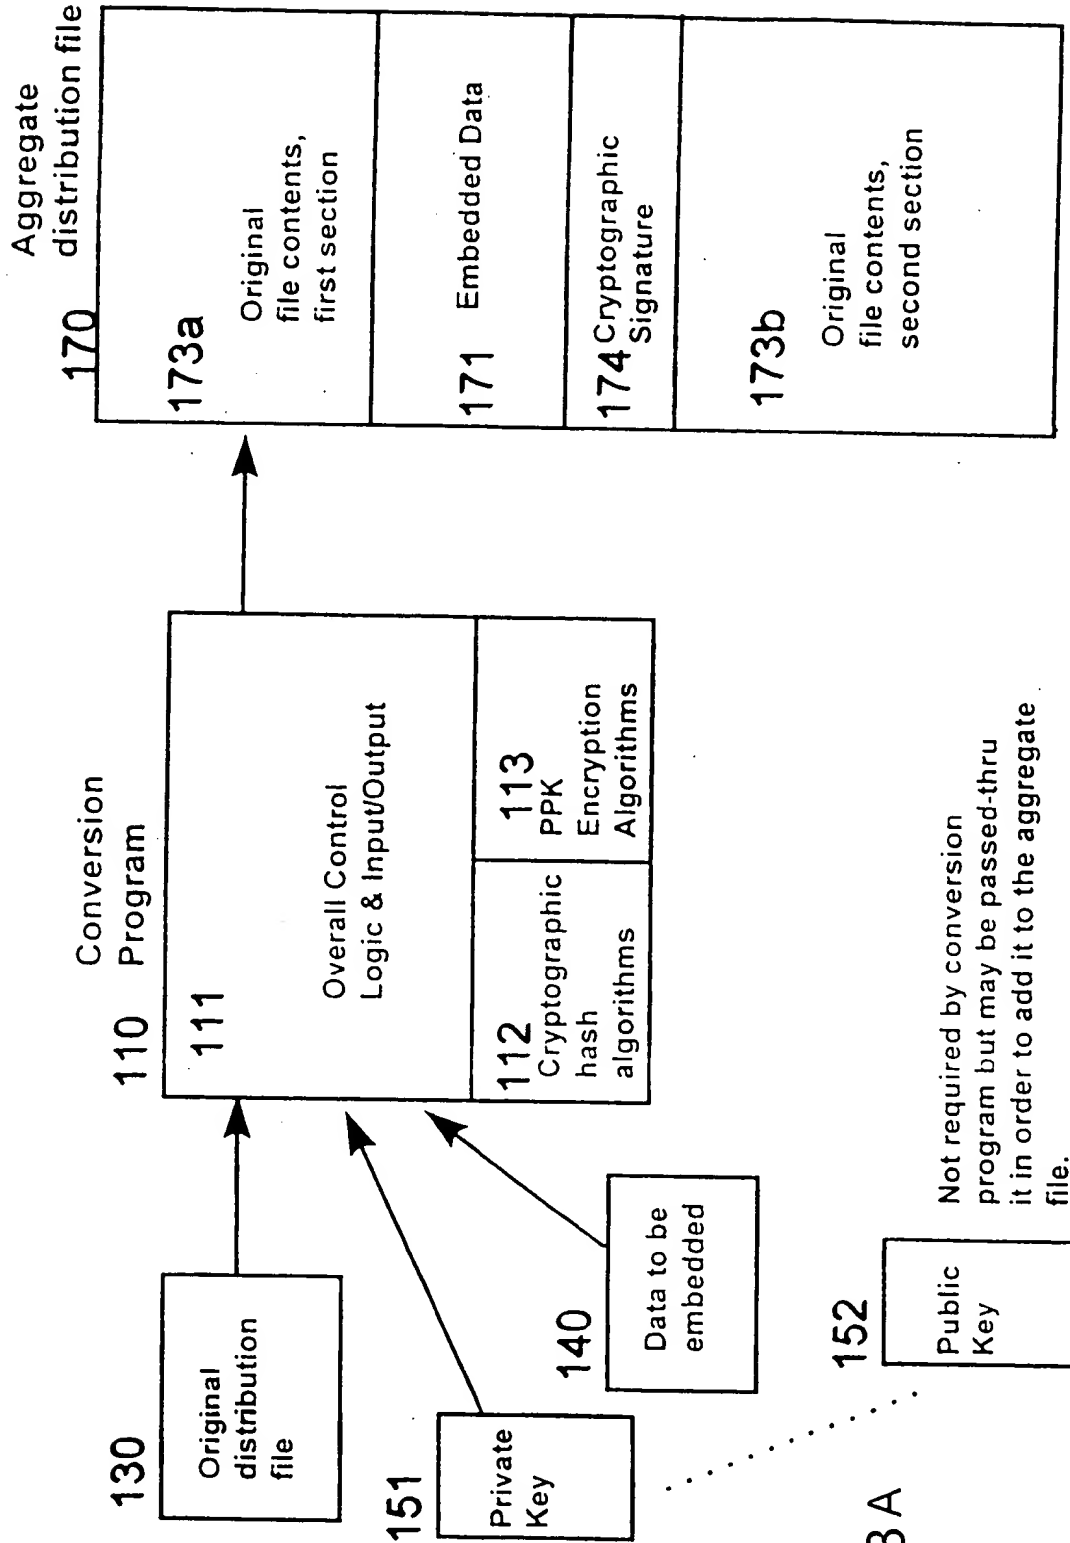 130
Original
distribution
file
151
Private
Key
140
Data to be
embedded
152
Public
Key
Not required by conversion
program but may be passed-thru
it in order to add it to the aggregate
file.
Conversion
110 Program
111
Overall Control
Logic & Input/Output
112
Cryptographic
hash
algorithms
113
PPK
Encryption
Algorithms
Aggregate
distribution file
170
173a
Original
file contents,
first section
171 Embedded Data
174 Cryptographic
Signature
173b
Original
file contents,
second section
A